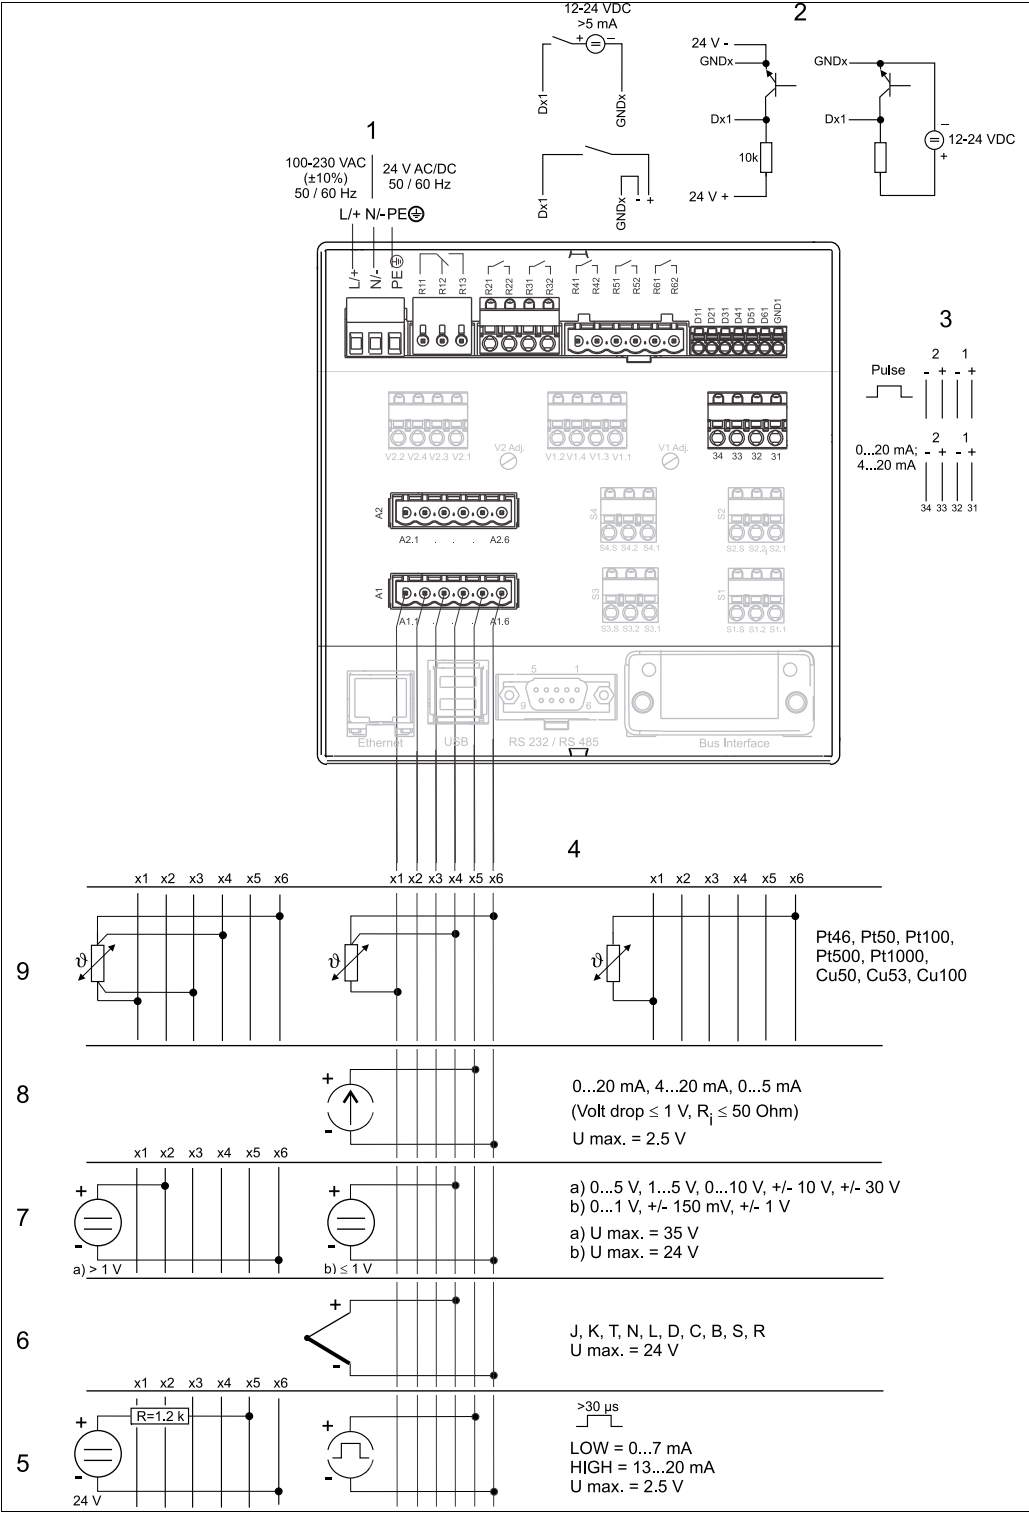 12-24 VDC
>5 mA
+ −
Dx1
GNDx
Dx1
GNDx
-
+
2
24 V -
GNDx
Dx1
10k
24 V +
GNDx
Dx1
−
12-24 VDC
+
1
100-230 VAC
(±10%)
50 / 60 Hz
24 V AC/DC
50 / 60 Hz
L/+ N/- PE
L/+ N/- PE
R11 R12 R13
R21 R22 R31 R32
R41 R42 R51 R52 R61 R62
D11 D21 D31 D41 D51 D61 GND1
3
Pulse
2 1
- + - +
0...20 mA;
4...20 mA
2 1
- + - +
34 33 32 31
V2.2 V2.4 V2.3 V2.1
V2 Adj.
V1.2 V1.4 V1.3 V1.1
V1 Adj.
34 33 32 31
A2
A2.1 . . . A2.6
S4
S4.S S4.2 S4.1
S2
S2.S S2.2 S2.1
A1
A1.1 . . . A1.6
S3
S3.S S3.2 S3.1
S1
S1.S S1.2 S1.1
5 1
9 6
Ethernet
USB
RS 232 / RS 485
Bus Interface
4
x1 x2 x3 x4 x5 x6
x1 x2 x3 x4 x5 x6
x1 x2 x3 x4 x5 x6
9
ϑ
ϑ
ϑ
Pt46, Pt50, Pt100,
Pt500, Pt1000,
Cu50, Cu53, Cu100
8
+
-
0...20 mA, 4...20 mA, 0...5 mA
(Volt drop ≤ 1 V, Ri ≤ 50 Ohm)
U max. = 2.5 V
x1 x2 x3 x4 x5 x6
7
+
-
a) > 1 V
+
-
b) ≤ 1 V
a) 0...5 V, 1...5 V, 0...10 V, +/- 10 V, +/- 30 V
b) 0...1 V, +/- 150 mV, +/- 1 V
a) U max. = 35 V
b) U max. = 24 V
6
+
-
J, K, T, N, L, D, C, B, S, R
U max. = 24 V
x1 x2 x3 x4 x5 x6
5
+
R=1.2 k
-
24 V
+
-
>30 µs
LOW = 0...7 mA
HIGH = 13...20 mA
U max. = 2.5 V